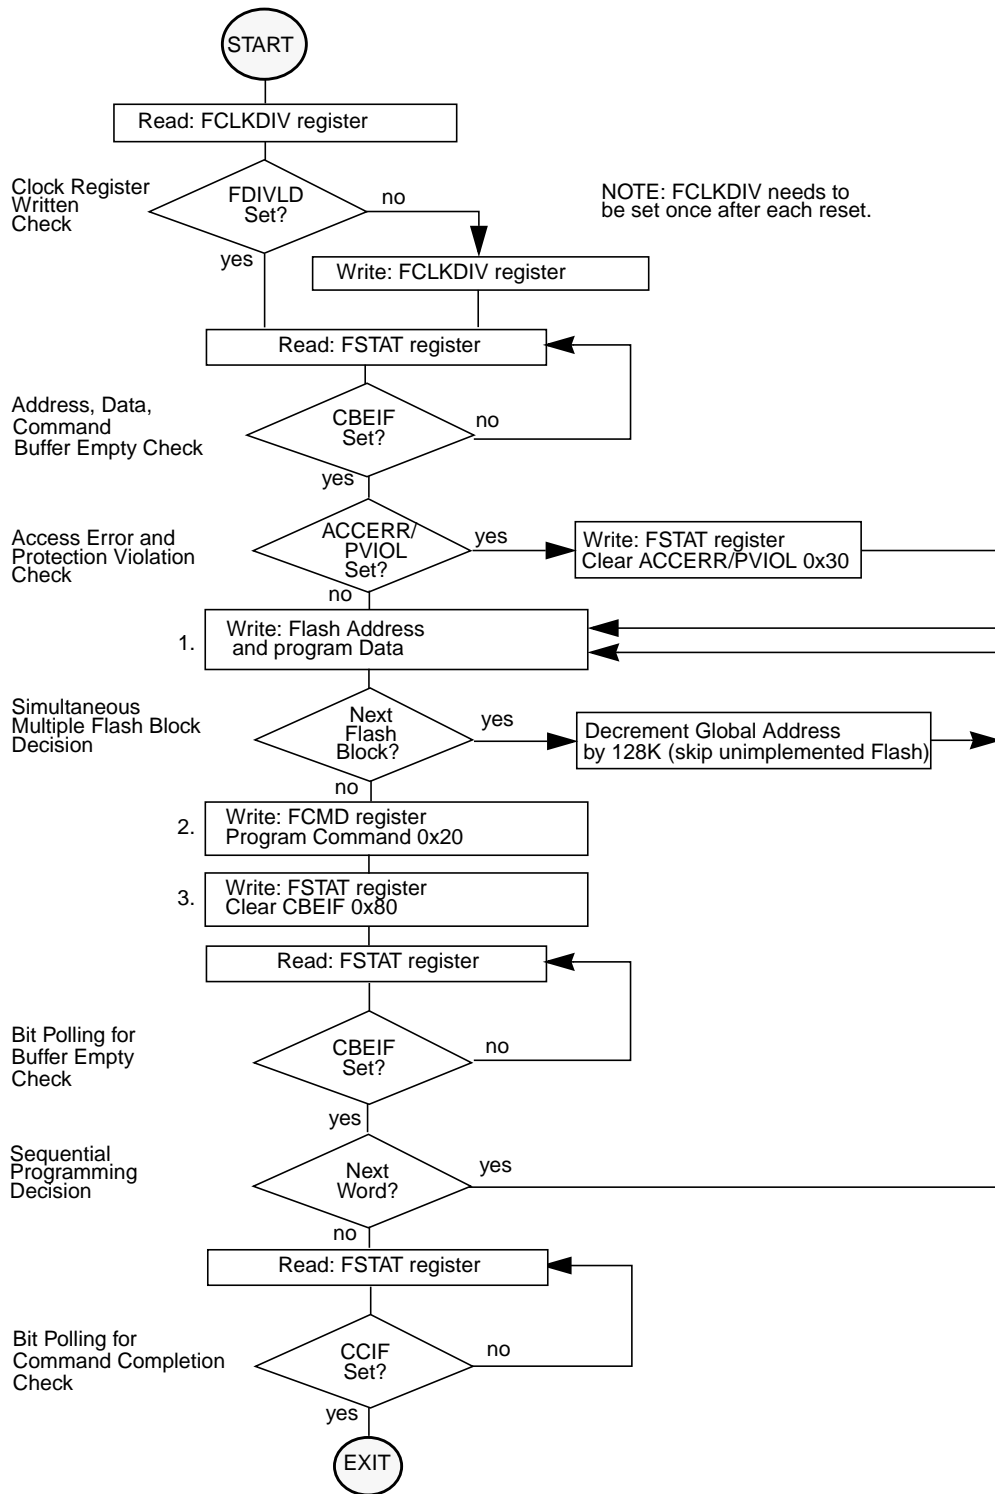 START
Read: FCLKDIV register
Clock Register
Written
Check
FDIVLD
Set?
no
NOTE: FCLKDIV needs to
be set once after each reset.
yes
Write: FCLKDIV register
Read: FSTAT register
Address, Data,
Command
Buffer Empty Check
CBEIF
Set?
no
yes
Access Error and
Protection Violation
Check
ACCERR/
PVIOL
Set?
yes
Write: FSTAT register
Clear ACCERR/PVIOL 0x30
no
1.
Write: Flash Address
and program Data
Simultaneous
Multiple Flash Block
Decision
Next
Flash
Block?
yes
Decrement Global Address
by 128K (skip unimplemented Flash)
no
2.
Write: FCMD register
Program Command 0x20
3.
Write: FSTAT register
Clear CBEIF 0x80
Read: FSTAT register
Bit Polling for
Buffer Empty
Check
CBEIF
Set?
no
yes
Sequential
Programming
Decision
Next
Word?
yes
no
Read: FSTAT register
Bit Polling for
Command Completion
Check
CCIF
Set?
no
yes
EXIT